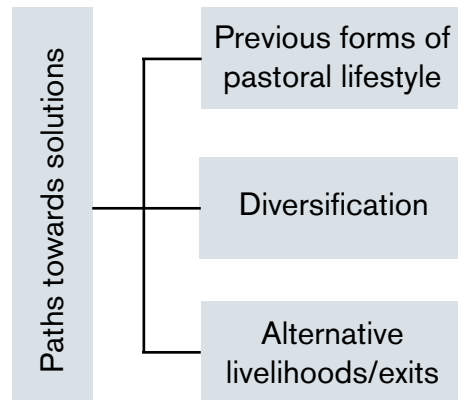 Paths towards solutions
Previous forms of
pastoral lifestyle
Diversification
Alternative
livelihoods/exits